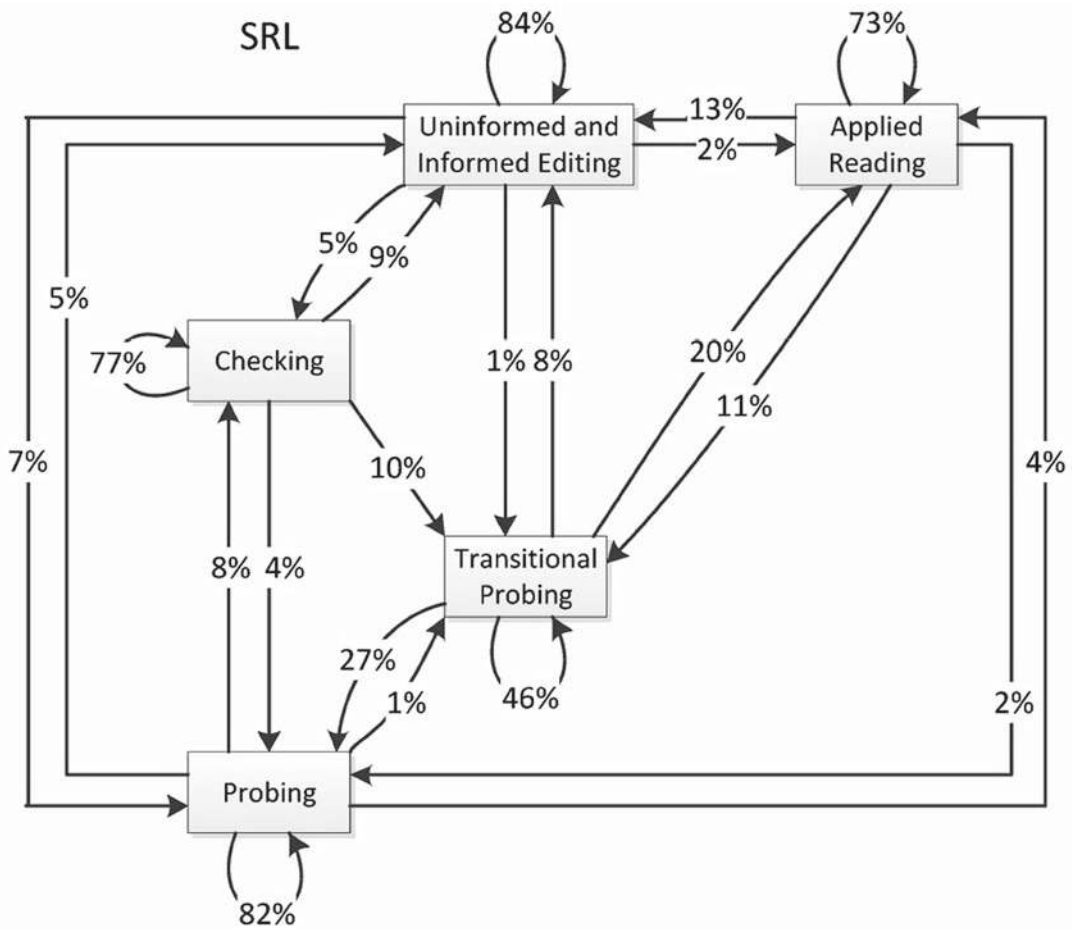 SRL
84%
73%
Uninformed and
Informed Editing
13%
2%
Applied
Reading
5%
9%
5%
77%
Checking
1%
8%
20%
11%
7%
10%
4%
8%
4%
Transitional
Probing
27%
1%
46%
2%
Probing
82%